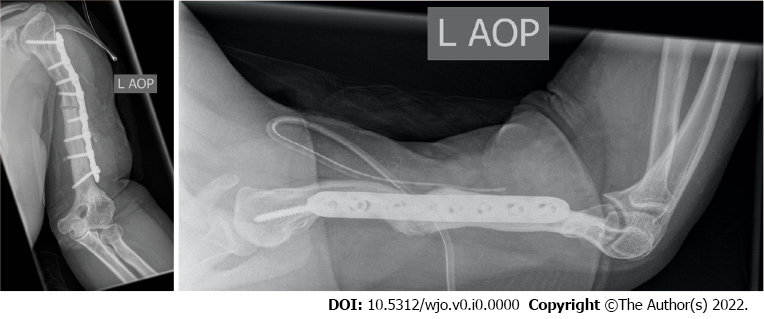 L AOP
L AOP
DOI: 10.5312/wjo.v0.i0.0000 Copyright ©The Author(s) 2022.